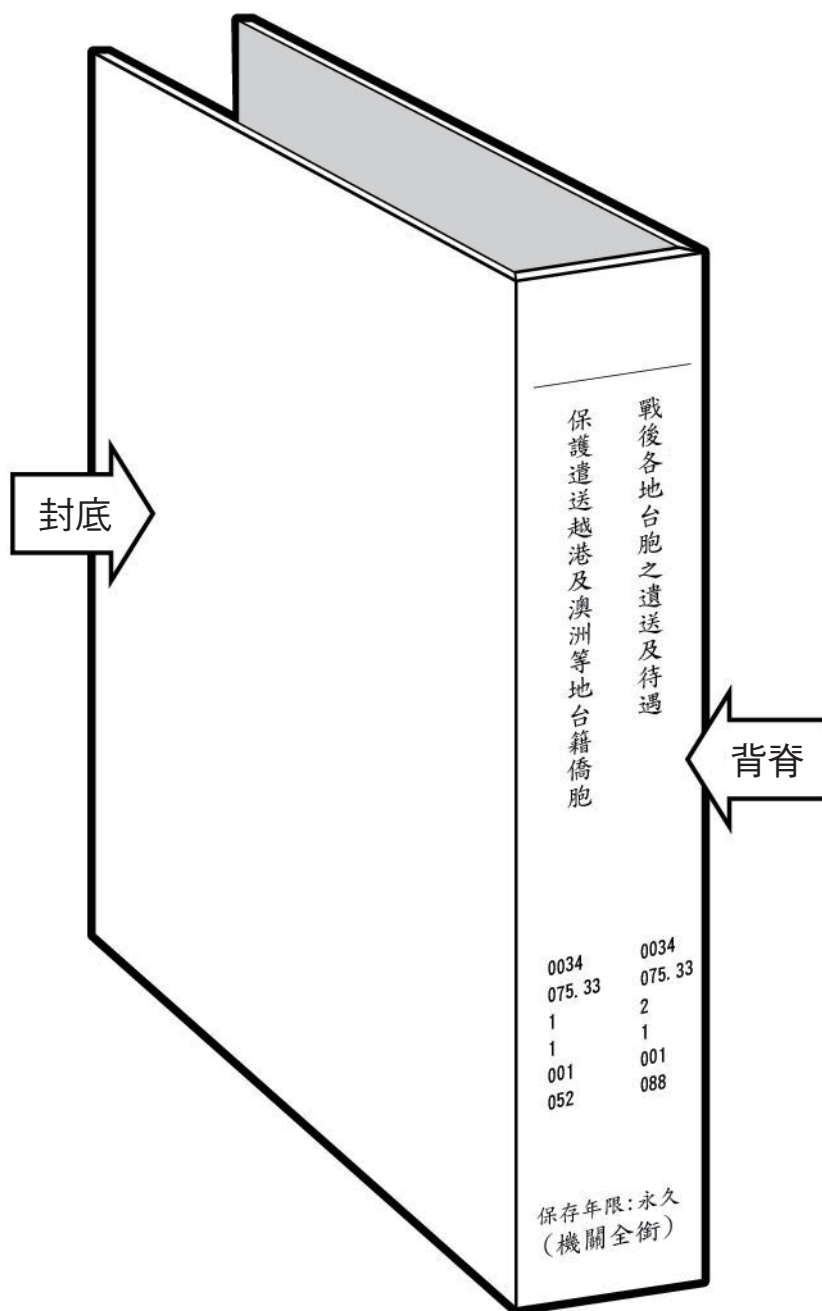 封底
戰後各地台胞之遺送及待遇
保護遣送越港及澳洲等地台籍僑胞
背脊
0034
075.33
1
1
001
052
0034
075.33
2
1
001
088
保存年限:永久
(機關全銜)